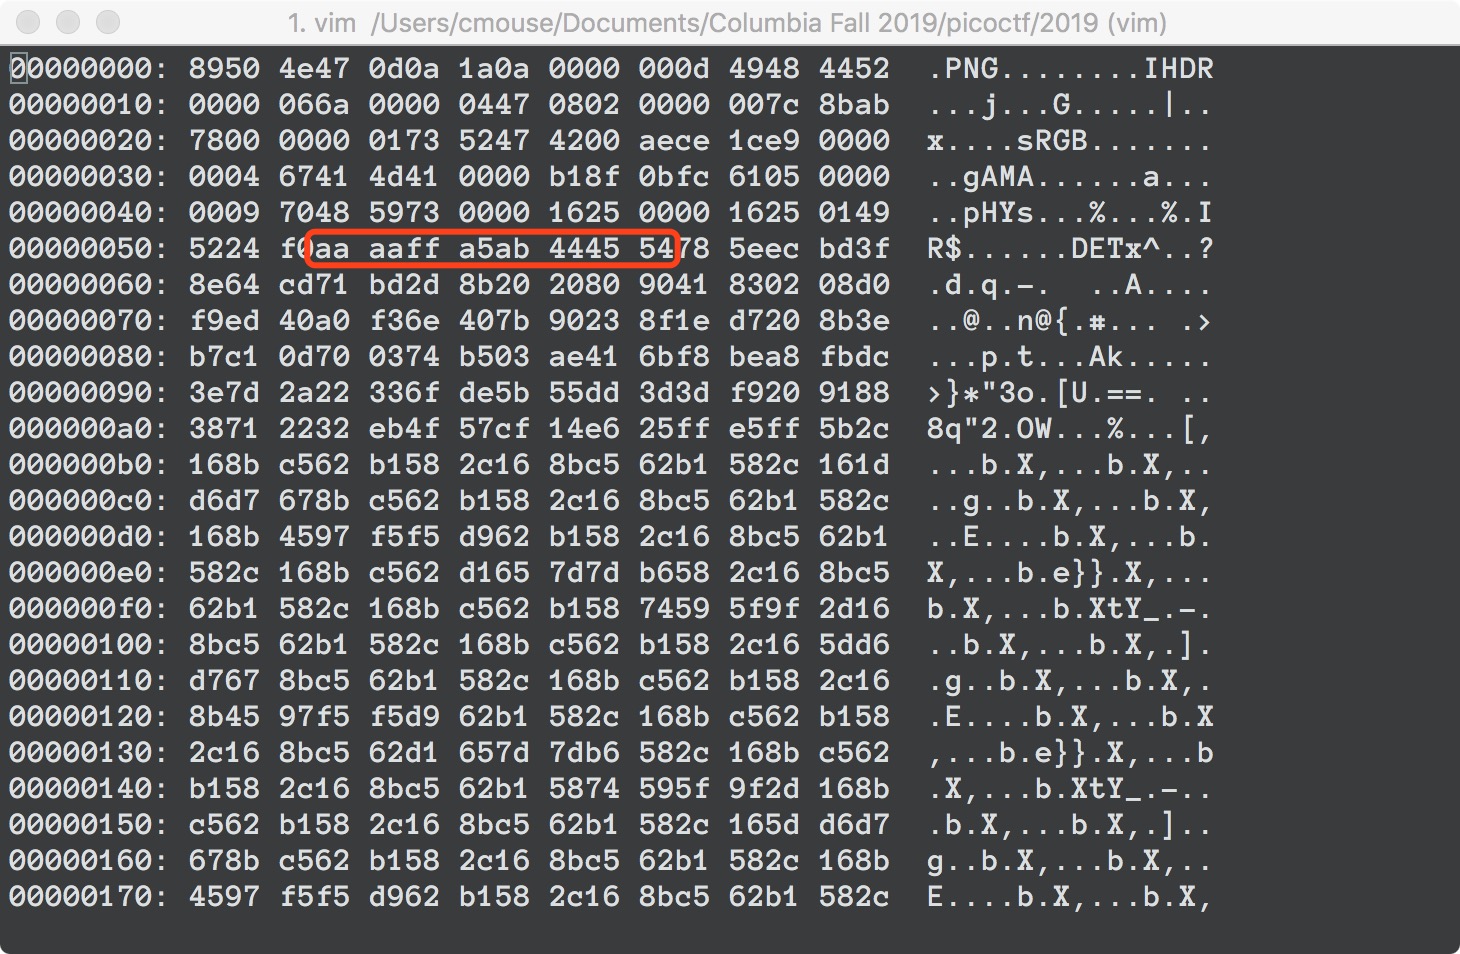 1. vim  /Users/cmouse/Documents/Columbia Fall 2019/picoctf/2019 (vim)
00000000: 8950 4e47 0d0a 1a0a 0000 000d 4948 4452  .PNG........IHDR
00000010: 0000 066a 0000 0447 0802 0000 007c 8bab  ...j...G.....|..
00000020: 7800 0000 0173 5247 4200 aece 1ce9 0000  x....sRGB.......
00000030: 0004 6741 4d41 0000 b18f 0bfc 6105 0000  ..gAMA......a...
00000040: 0009 7048 5973 0000 1625 0000 1625 0149  ..pHYs...%...%.I
00000050: 5224 f0aa aaff a5ab 4445 5478 5eec bd3f  R$......DETx^..?
00000060: 8e64 cd71 bd2d 8b20 2080 9041 8302 08d0  .d.q.-.  ..A....
00000070: f9ed 40a0 f36e 407b 9023 8f1e d720 8b3e  ..@..n@{.#... .>
00000080: b7c1 0d70 0374 b503 ae41 6bf8 bea8 fbdc  ...p.t...Ak.....
00000090: 3e7d 2a22 336f de5b 55dd 3d3d f920 9188  >}*"3o.[U.==. ..
000000a0: 3871 2232 eb4f 57cf 14e6 25ff e5ff 5b2c  8q"2.OW...%...[,
000000b0: 168b c562 b158 2c16 8bc5 62b1 582c 161d  ...b.X,...b.X,..
000000c0: d6d7 678b c562 b158 2c16 8bc5 62b1 582c  ..g..b.X,...b.X,
000000d0: 168b 4597 f5f5 d962 b158 2c16 8bc5 62b1  ..E....b.X,...b.
000000e0: 582c 168b c562 d165 7d7d b658 2c16 8bc5  X,...b.e}}.X,...
000000f0: 62b1 582c 168b c562 b158 7459 5f9f 2d16  b.X,...b.XtY_.-.
00000100: 8bc5 62b1 582c 168b c562 b158 2c16 5dd6  ..b.X,...b.X,.].
00000110: d767 8bc5 62b1 582c 168b c562 b158 2c16  .g..b.X,...b.X,.
00000120: 8b45 97f5 f5d9 62b1 582c 168b c562 b158  .E....b.X,...b.X
00000130: 2c16 8bc5 62d1 657d 7db6 582c 168b c562  ,...b.e}}.X,...b
00000140: b158 2c16 8bc5 62b1 5874 595f 9f2d 168b  .X,...b.XtY_.-..
00000150: c562 b158 2c16 8bc5 62b1 582c 165d d6d7  .b.X,...b.X,.]..
00000160: 678b c562 b158 2c16 8bc5 62b1 582c 168b  g..b.X,...b.X,..
00000170: 4597 f5f5 d962 b158 2c16 8bc5 62b1 582c  E....b.X,...b.X,